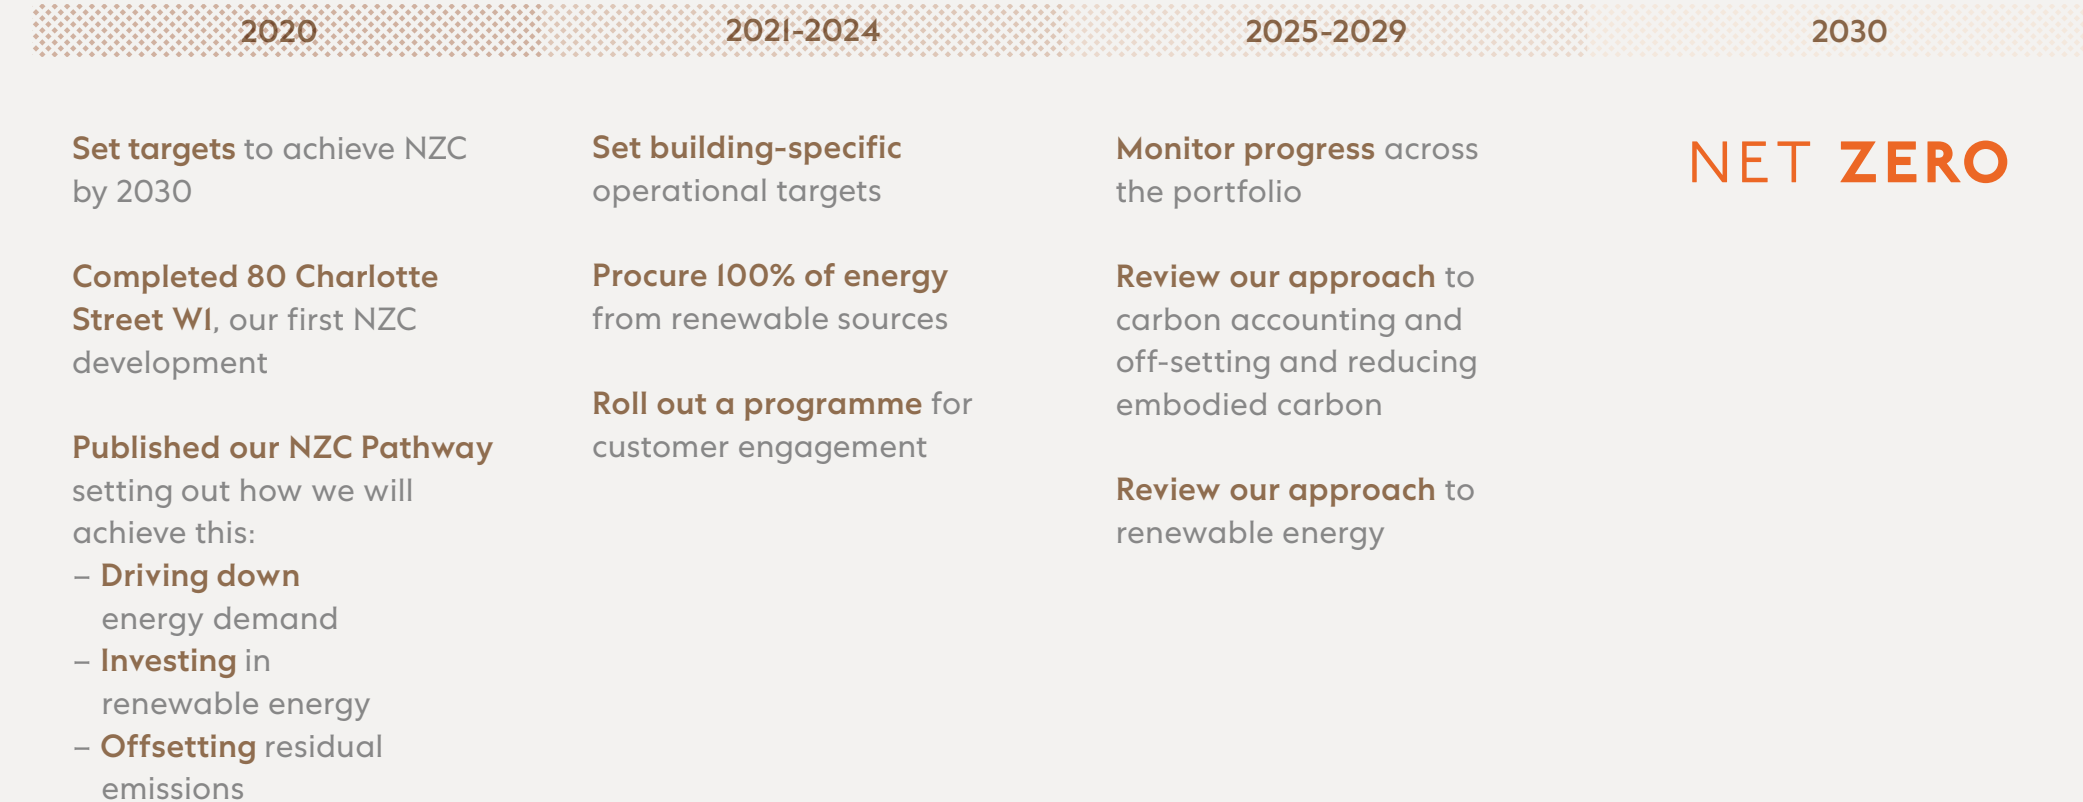 2020
2021-2024
2025-2029
2030
Set targets to achieve NZC
by 2030
Completed 80 Charlotte
Street W1, our first NZC
development
Published our NZC Pathway
setting out how we will
achieve this:
– Driving down
energy demand
– Investing in
renewable energy
– Offsetting residual
emissions
Set building-specific
operational targets
Procure 100% of energy
from renewable sources
Roll out a programme for
customer engagement
Monitor progress across
the portfolio
Review our approach to
carbon accounting and
off-setting and reducing
embodied carbon
Review our approach to
renewable energy
NET ZERO